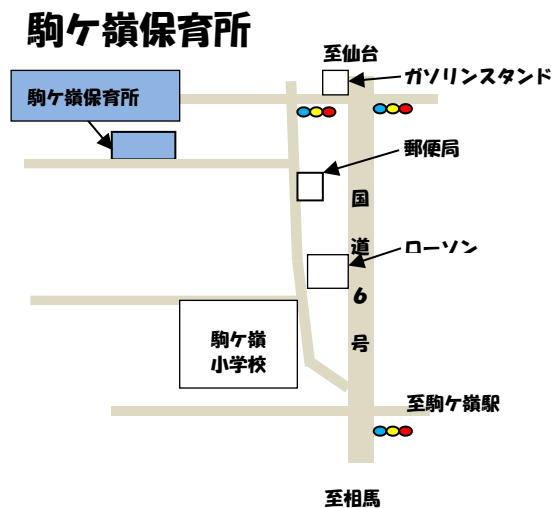 駒ケ嶺保育所
至仙台
ガソリンスタンド
駒ケ嶺保育所
郵便局
国道6号
ローソン
駒ケ嶺
小学校
至駒ケ嶺駅
至相馬